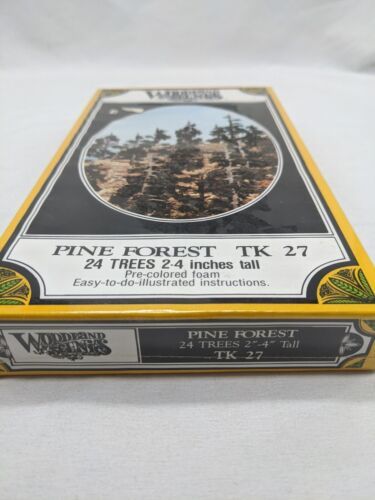 WOODLAND
SCENICS
PINE FOREST TK 27
24 TREES 2-4 inches tall
Pre-colored foam
Easy-to-do-illustrated instructions.
WOODLAND
SCENICS
PINE FOREST
24 TREES 2"-4" Tall
TK 27